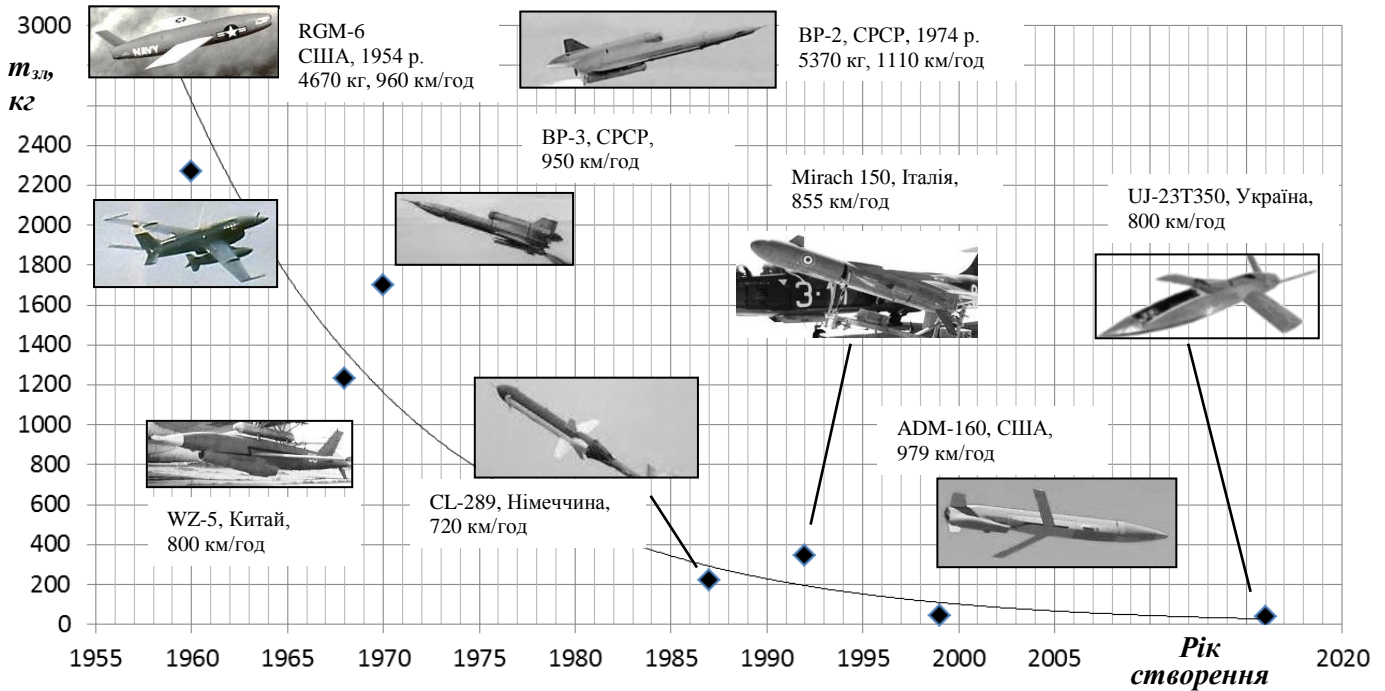 3000
m_зл,
кг
2400
2200
2000
1800
1600
1400
1200
1000
800
600
400
200
0
NAVY
RGM-6
США, 1954 р.
4670 кг, 960 км/год
ВР-2, СРСР, 1974 р.
5370 кг, 1110 км/год
ВР-3, СРСР,
950 км/год
Mirach 150, Італія,
855 км/год
UJ-23T350, Україна,
800 км/год
ADM-160, США,
979 км/год
WZ-5, Китай,
800 км/год
CL-289, Німеччина,
720 км/год
1955 1960 1965 1970 1975 1980 1985 1990 1995 2000 2005 2020
Рік
створення